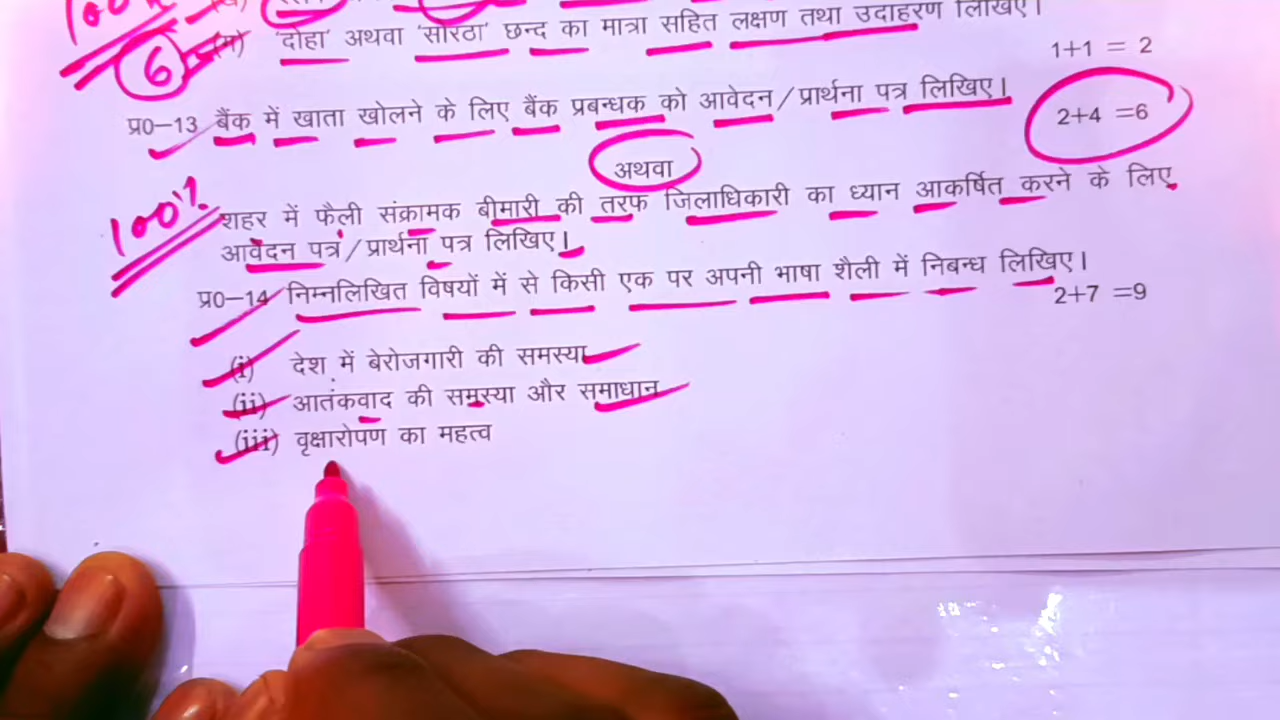 100%
(ग) 'दोहा' अथवा 'सोरठा' छन्द का मात्रा सहित लक्षण तथा उदाहरण लिखिए।
6
1+1 = 2
प्र0–13 बैंक में खाता खोलने के लिए बैंक प्रबन्धक को आवेदन/प्रार्थना पत्र लिखिए।
2+4 =6
अथवा
100%
शहर में फैली संक्रामक बीमारी की तरफ जिलाधिकारी का ध्यान आकर्षित करने के लिए
आवेदन पत्र/प्रार्थना पत्र लिखिए।
प्र0–14 निम्नलिखित विषयों में से किसी एक पर अपनी भाषा शैली में निबन्ध लिखिए।
2+7 =9
(i) देश में बेरोजगारी की समस्या
(ii) आतंकवाद की समस्या और समाधान
(iii) वृक्षारोपण का महत्व